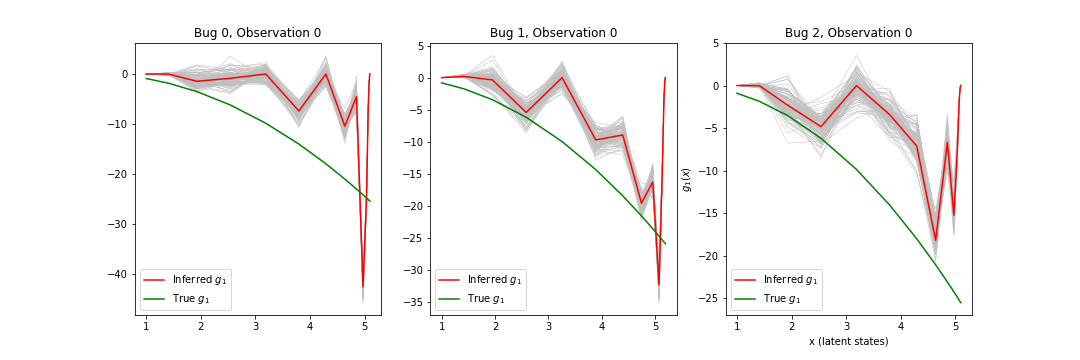 Bug 0, Observation 0
0
−10
−20
−30
−40
1 2 3 4 5
Inferred g₁
True g₁
Bug 1, Observation 0
5
0
−5
−10
−15
−20
−25
−30
−35
1 2 3 4 5
Inferred g₁
True g₁
Bug 2, Observation 0
g₁(x)
5
0
−5
−10
−15
−20
−25
1 2 3 4 5
x (latent states)
Inferred g₁
True g₁